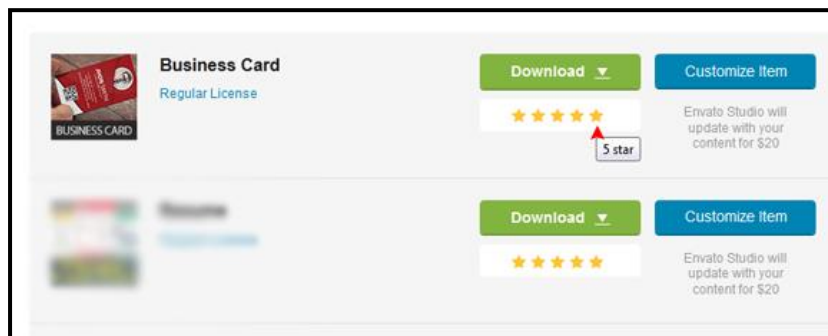 Business Card
Regular License
BUSINESS CARD
Download
Customize Item
5 star
Envato Studio will
update with your
content for $20
Download
Customize Item
Envato Studio will
update with your
content for $20